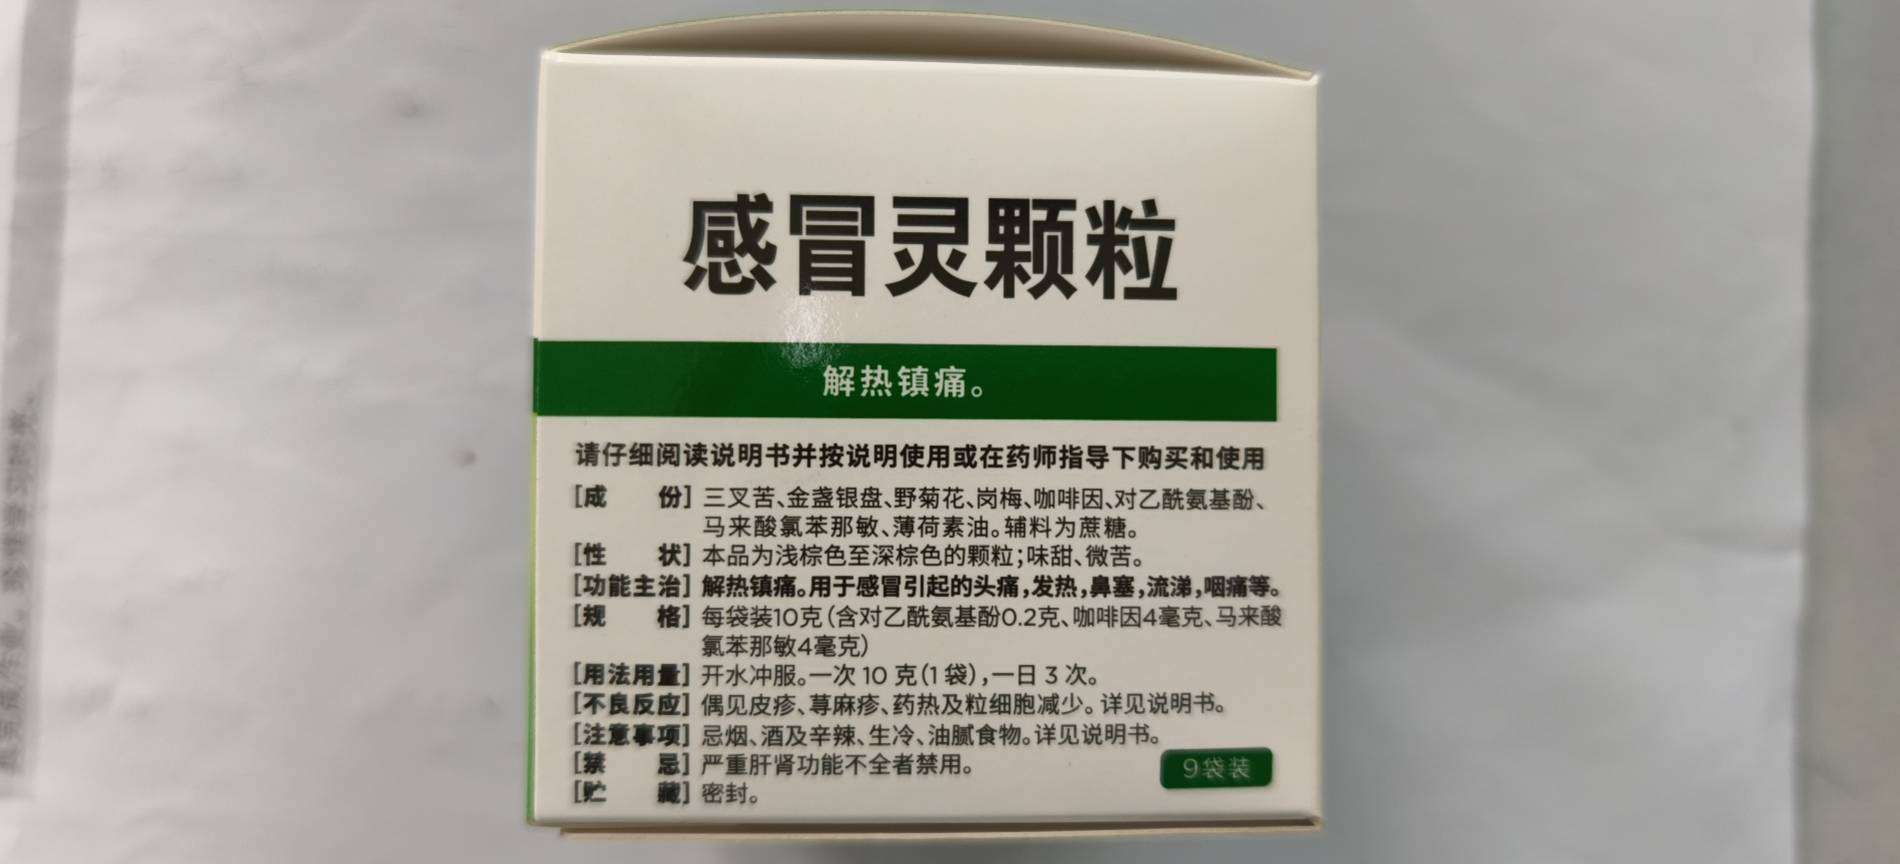 感冒灵颗粒
解热镇痛。
请仔细阅读说明书并按说明使用或在药师指导下购买和使用
[成份] 三叉苦、金盏银盘、野菊花、岗梅、咖啡因、对乙酰氨基酚、
马来酸氯苯那敏、薄荷素油。辅料为蔗糖。
[性状] 本品为浅棕色至深棕色的颗粒；味甜、微苦。
[功能主治] 解热镇痛。用于感冒引起的头痛，发热，鼻塞，流涕，咽痛等。
[规格] 每袋装10克（含对乙酰氨基酚0.2克、咖啡因4毫克、马来酸
氯苯那敏4毫克）
[用法用量] 开水冲服。一次 10 克（1 袋），一日 3 次。
[不良反应] 偶见皮疹、荨麻疹、药热及粒细胞减少。详见说明书。
[注意事项] 忌烟、酒及辛辣、生冷、油腻食物。详见说明书。
[禁忌] 严重肝肾功能不全者禁用。
[贮藏] 密封。
9袋装